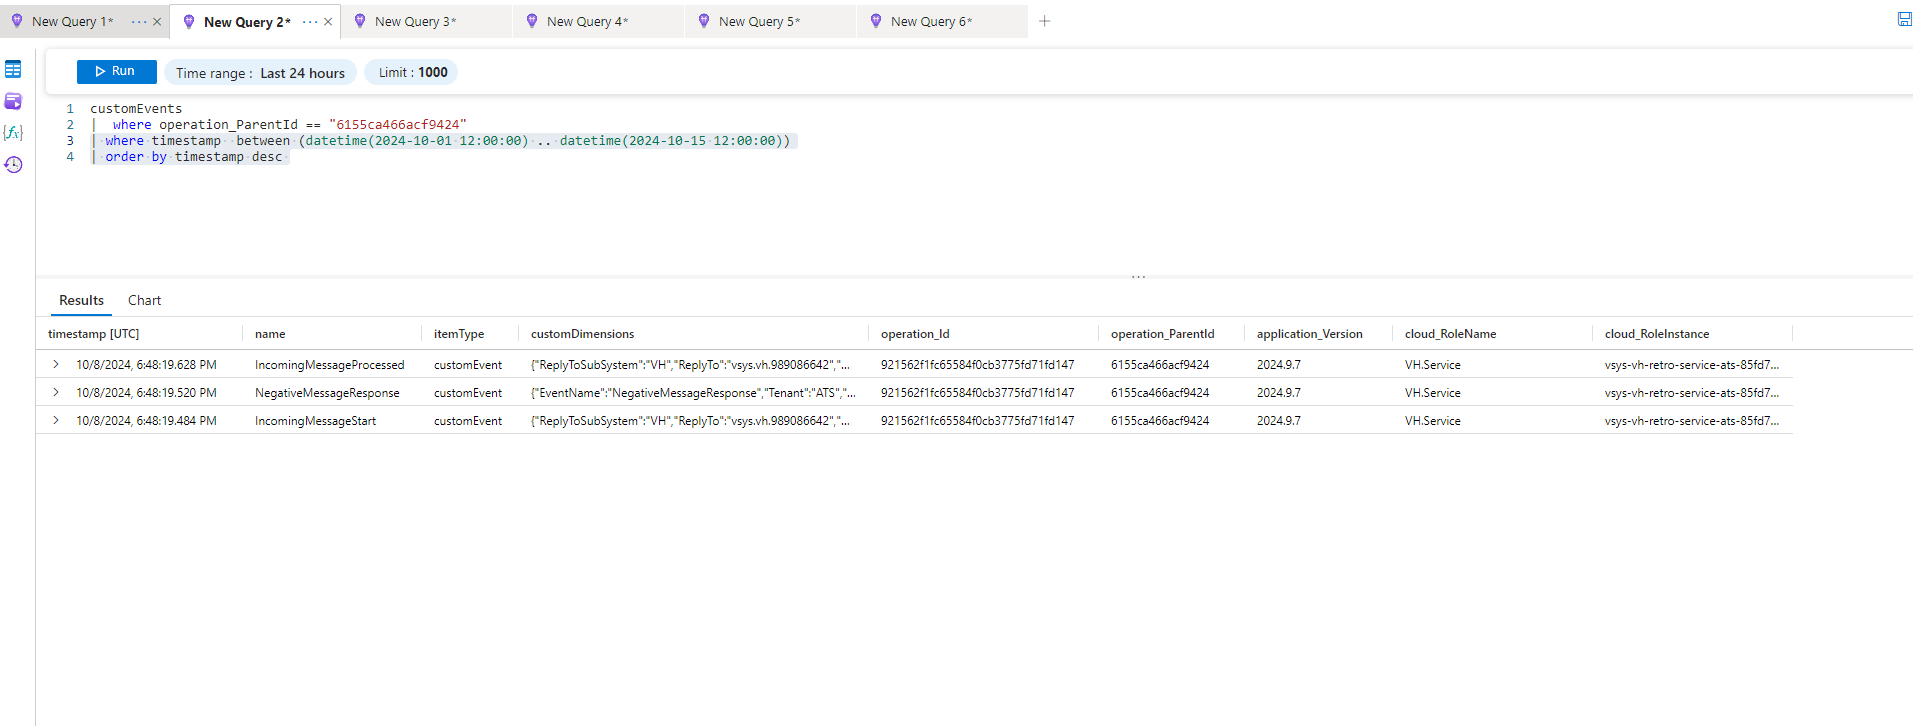 New Query 1* ··· × New Query 2* ··· × New Query 3* New Query 4* New Query 5* New Query 6* +
Run Time range : Last 24 hours Limit : 1000
{fx}
1 customEvents
2 | where operation_ParentId == "6155ca466acf9424"
3 | where timestamp between (datetime(2024-10-01 12:00:00) .. datetime(2024-10-15 12:00:00))
4 | order by timestamp desc
...
Results Chart
timestamp [UTC] name itemType customDimensions operation_Id operation_ParentId application_Version cloud_RoleName cloud_RoleInstance
> 10/8/2024, 6:48:19.628 PM IncomingMessageProcessed customEvent {"ReplyToSubSystem":"VH","ReplyTo":"vsys.vh.989086642","... 921562f1fc65584f0cb3775fd71fd147 6155ca466acf9424 2024.9.7 VH.Service vsys-vh-retro-service-ats-85fd7...
> 10/8/2024, 6:48:19.520 PM NegativeMessageResponse customEvent {"EventName":"NegativeMessageResponse","Tenant":"ATS","... 921562f1fc65584f0cb3775fd71fd147 6155ca466acf9424 2024.9.7 VH.Service vsys-vh-retro-service-ats-85fd7...
> 10/8/2024, 6:48:19.484 PM IncomingMessageStart customEvent {"ReplyToSubSystem":"VH","ReplyTo":"vsys.vh.989086642","... 921562f1fc65584f0cb3775fd71fd147 6155ca466acf9424 2024.9.7 VH.Service vsys-vh-retro-service-ats-85fd7...